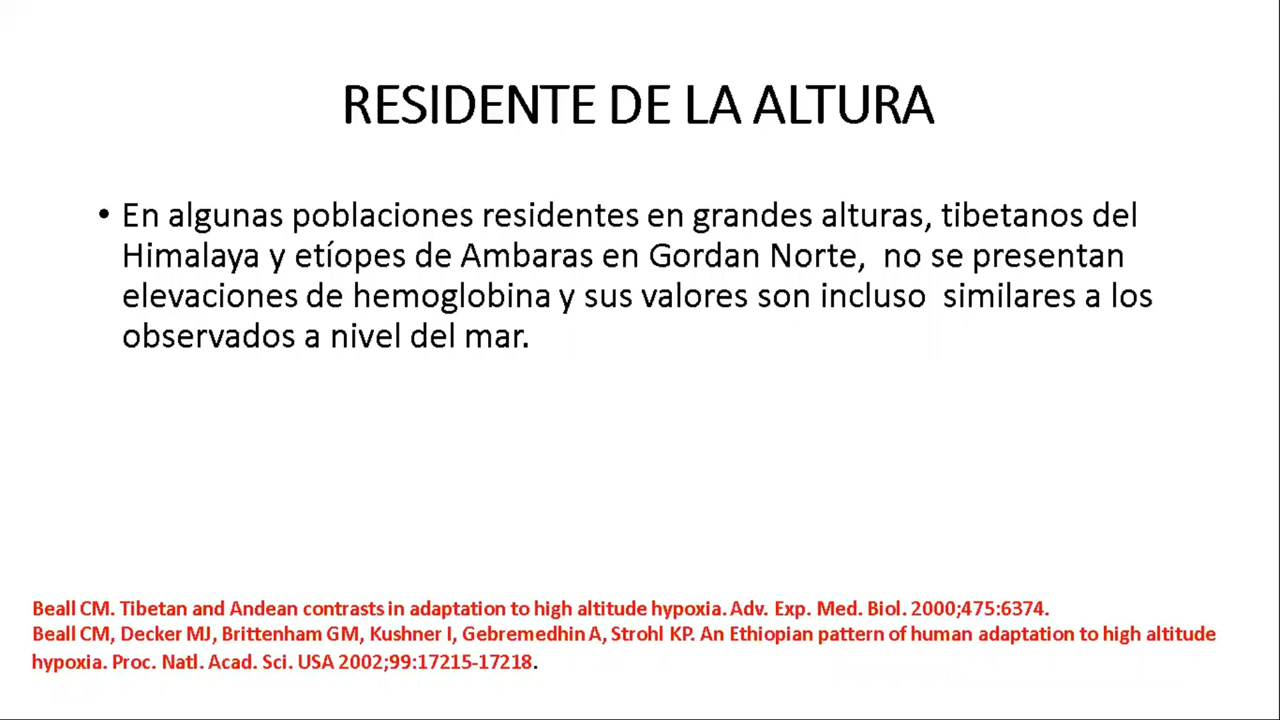 RESIDENTE DE LA ALTURA
• En algunas poblaciones residentes en grandes alturas, tibetanos del
Himalaya y etíopes de Ambaras en Gordan Norte, no se presentan
elevaciones de hemoglobina y sus valores son incluso similares a los
observados a nivel del mar.
Beall CM. Tibetan and Andean contrasts in adaptation to high altitude hypoxia. Adv. Exp. Med. Biol. 2000;475:6374.
Beall CM, Decker MJ, Brittenham GM, Kushner I, Gebremedhin A, Strohl KP. An Ethiopian pattern of human adaptation to high altitude
hypoxia. Proc. Natl. Acad. Sci. USA 2002;99:17215-17218.